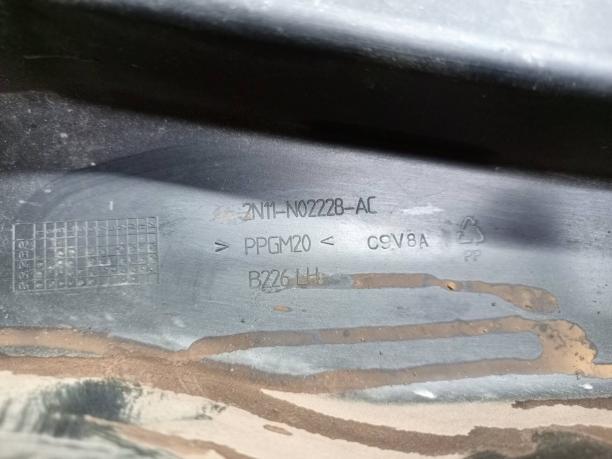 2N11-N0222B-AC
> PPGM20 < C9V8A
PP
B226 LH